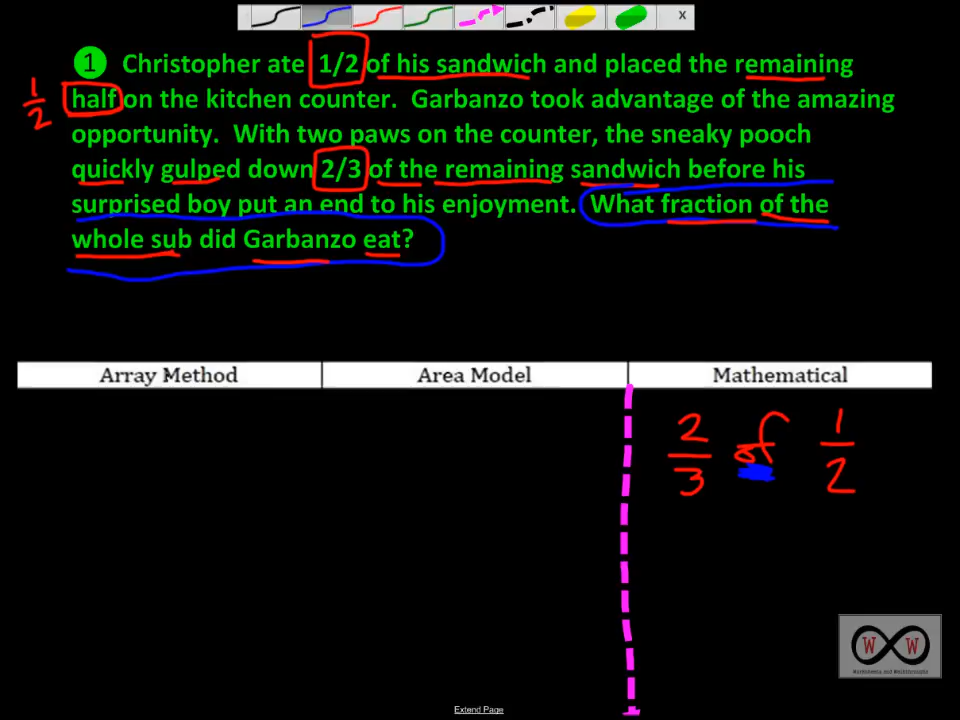 x
1 Christopher ate 1/2 of his sandwich and placed the remaining
1/2 half on the kitchen counter. Garbanzo took advantage of the amazing
opportunity. With two paws on the counter, the sneaky pooch
quickly gulped down 2/3 of the remaining sandwich before his
surprised boy put an end to his enjoyment. What fraction of the
whole sub did Garbanzo eat?
Array Method Area Model Mathematical
2/3 of 1/2
W W
Extend Page